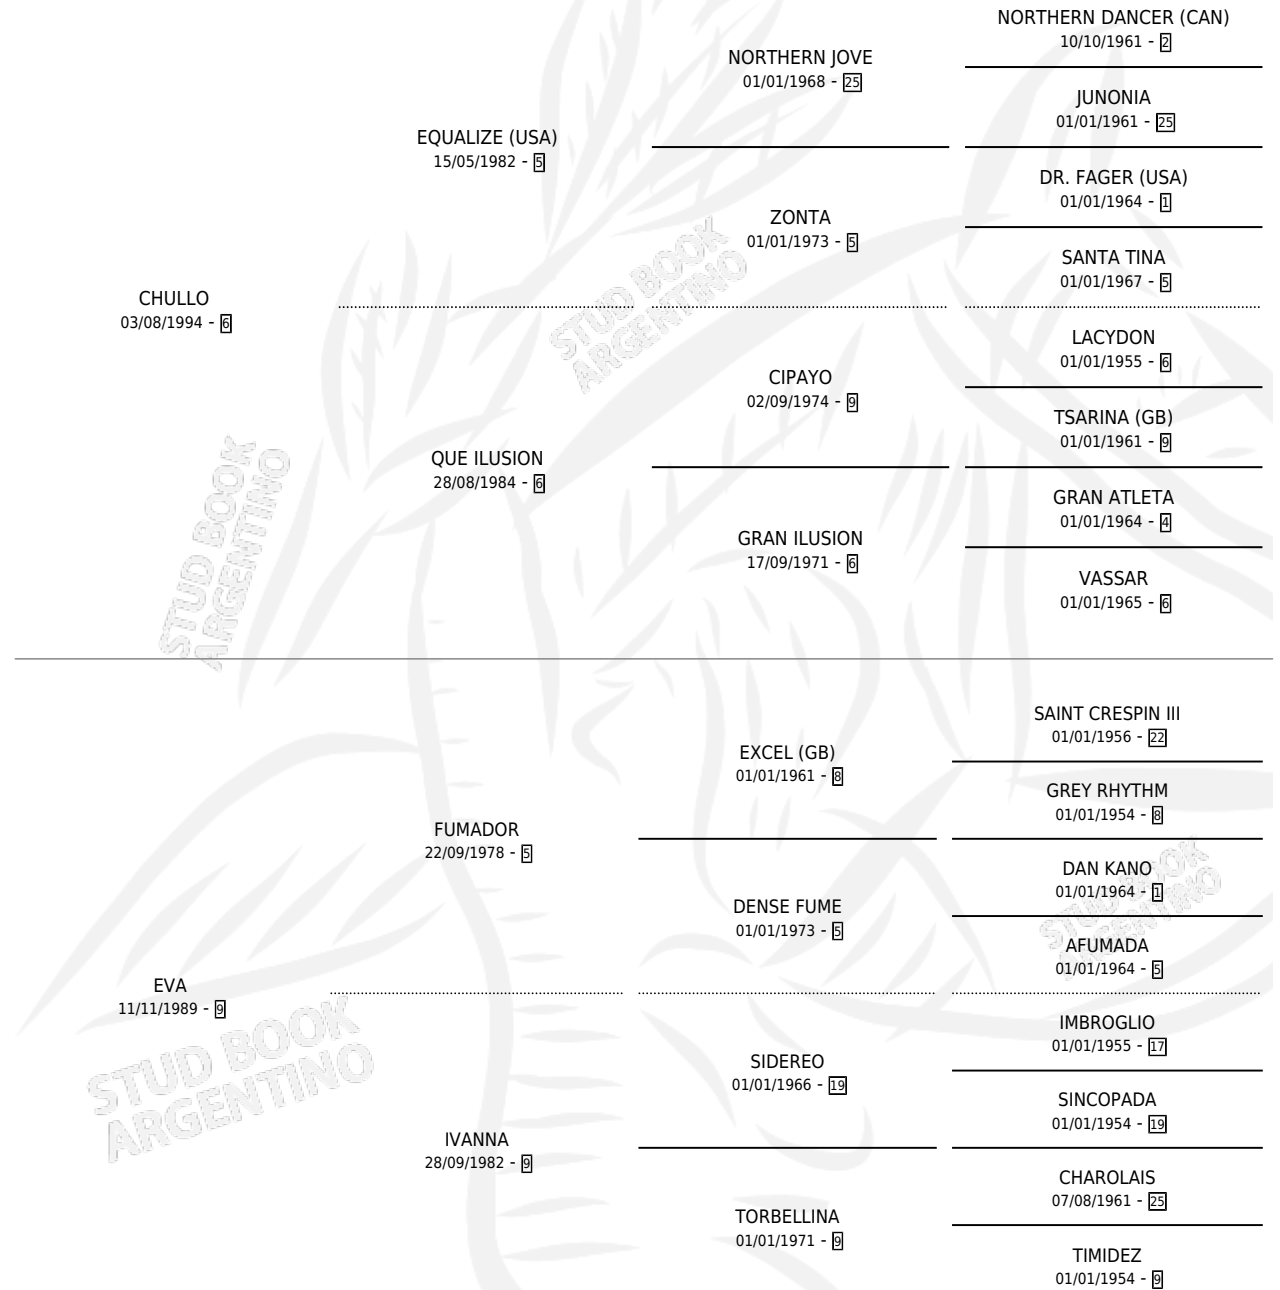 NORTHERN DANCER (CAN)
10/10/1961 - 2
NORTHERN JOVE
01/01/1968 - 25
JUNONIA
01/01/1961 - 25
EQUALIZE (USA)
15/05/1982 - 5
DR. FAGER (USA)
01/01/1964 - 1
ZONTA
01/01/1973 - 5
SANTA TINA
01/01/1967 - 5
CHULLO
03/08/1994 - 6
STUD BOOK
ARGENTINO
LACYDON
01/01/1955 - 6
CIPAYO
02/09/1974 - 9
TSARINA (GB)
01/01/1961 - 9
QUE ILUSION
28/08/1984 - 6
GRAN ATLETA
01/01/1964 - 4
GRAN ILUSION
17/09/1971 - 6
VASSAR
01/01/1965 - 6
STUD BOOK
ARGENTINO
SAINT CRESPIN III
01/01/1956 - 22
EXCEL (GB)
01/01/1961 - 8
GREY RHYTHM
01/01/1954 - 8
FUMADOR
22/09/1978 - 5
DAN KANO
01/01/1964 - 1
DENSE FUME
01/01/1973 - 5
AFUMADA
01/01/1964 - 5
STUD BOOK
ARGENTINO
EVA
11/11/1989 - 9
IMBROGLIO
01/01/1955 - 17
SIDEREO
01/01/1966 - 19
SINCOPADA
01/01/1954 - 19
STUD BOOK
ARGENTINO
IVANNA
28/09/1982 - 9
CHAROLAIS
07/08/1961 - 25
TORBELLINA
01/01/1971 - 9
TIMIDEZ
01/01/1954 - 9